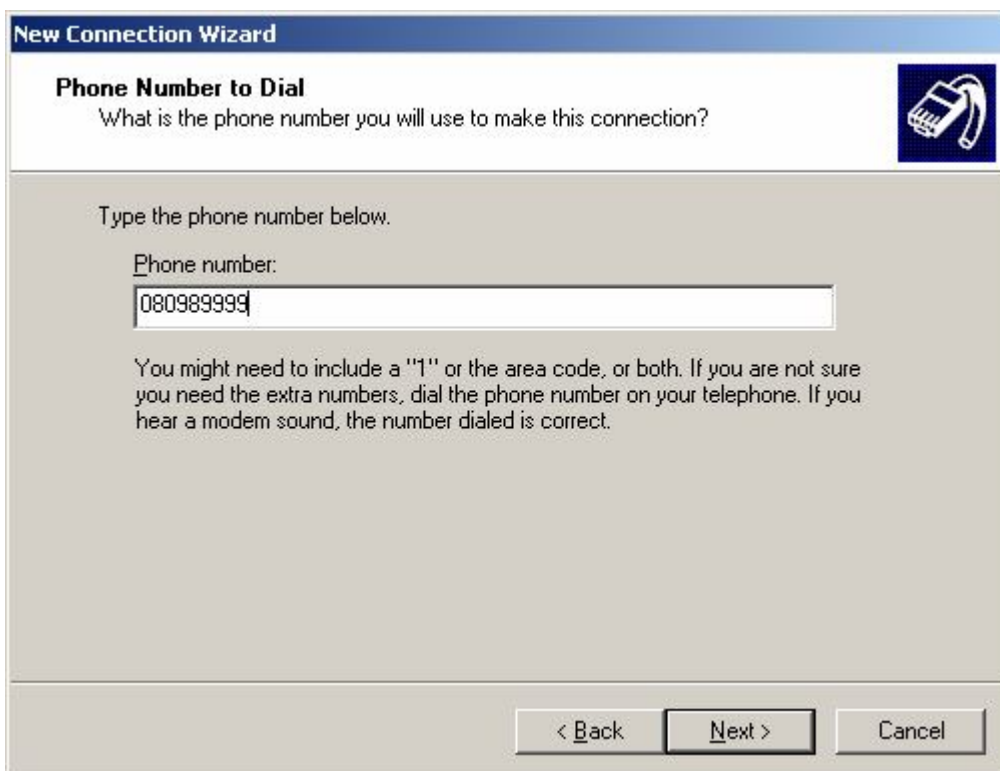 New Connection Wizard
Phone Number to Dial
What is the phone number you will use to make this connection?
Type the phone number below.
Phone number:
080989999
You might need to include a "1" or the area code, or both. If you are not sure
you need the extra numbers, dial the phone number on your telephone. If you
hear a modem sound, the number dialed is correct.
< Back
Next >
Cancel